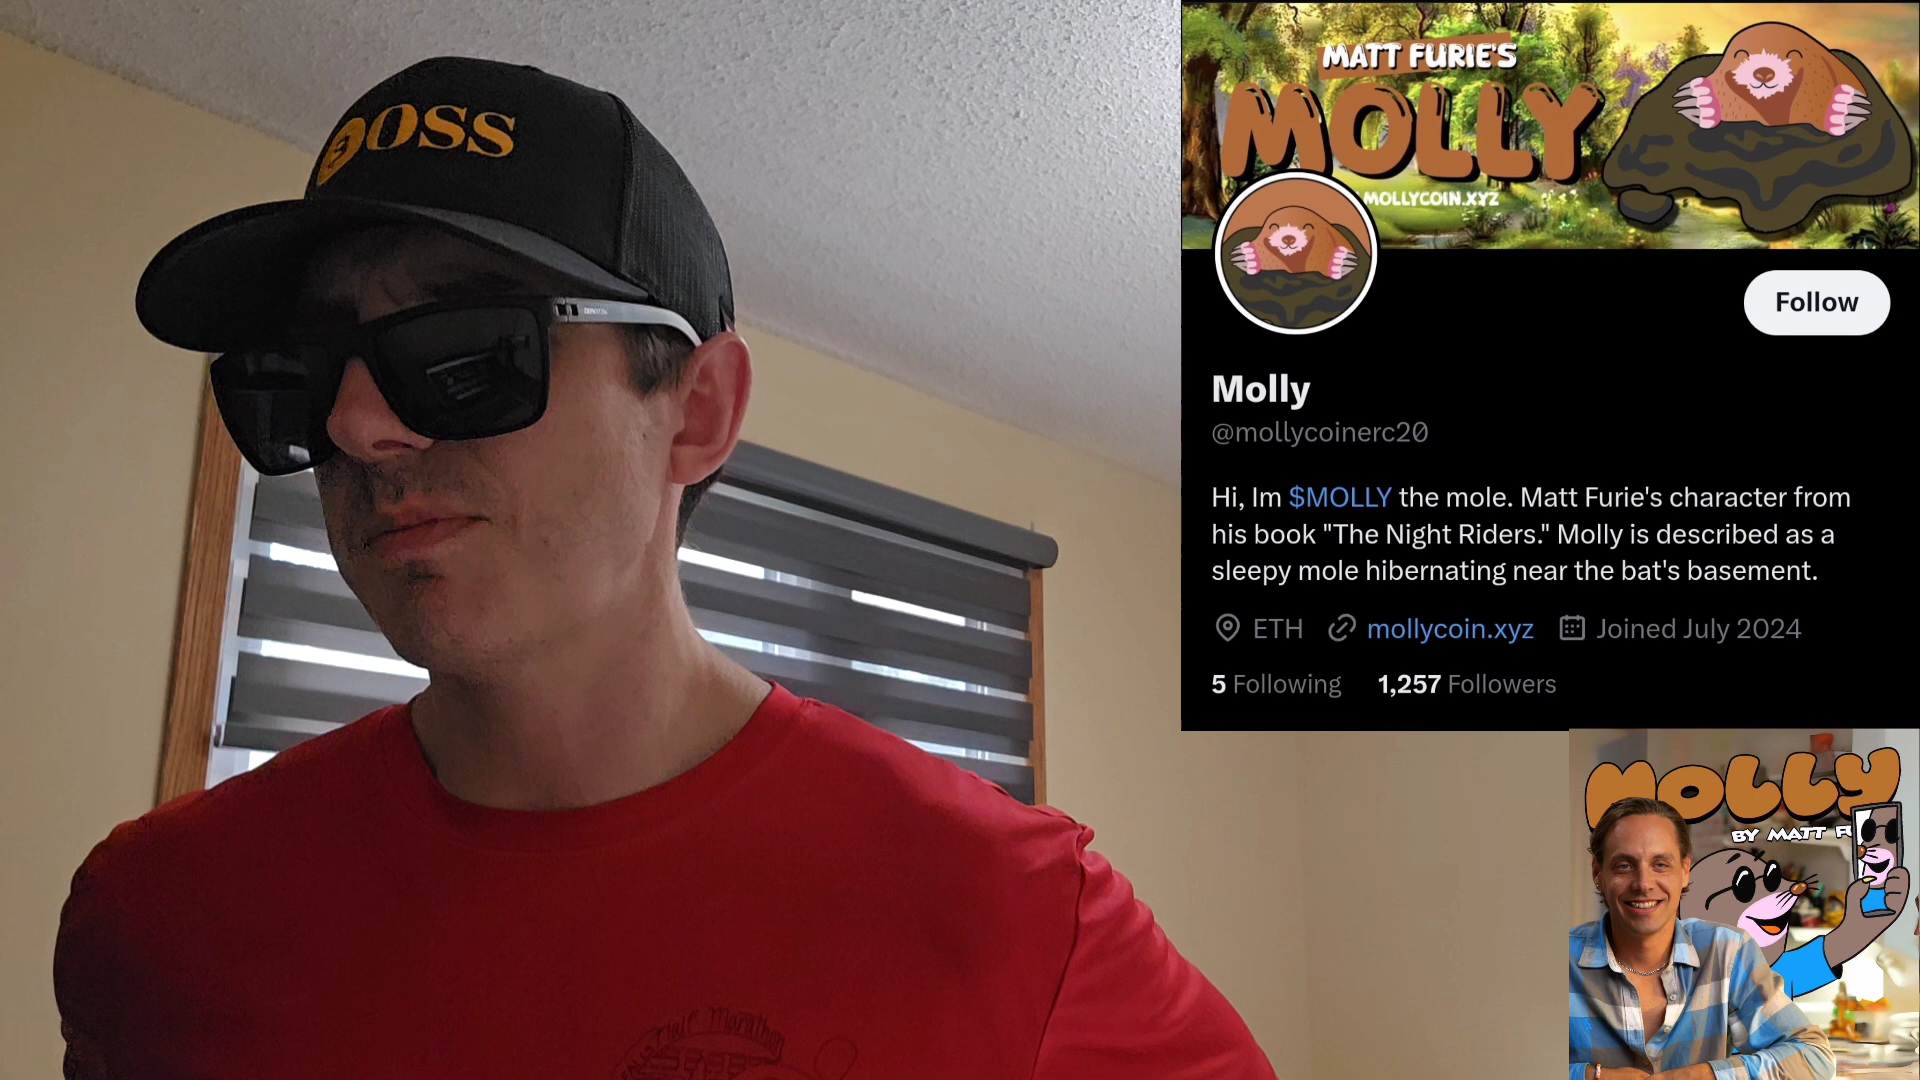 BOSS
MATT FURIE'S
MOLLY
MOLLYCOIN.XYZ
Follow
Molly
@mollycoinerc20
Hi, Im $MOLLY the mole. Matt Furie's character from
his book "The Night Riders." Molly is described as a
sleepy mole hibernating near the bat's basement.
ETH mollycoin.xyz Joined July 2024
5 Following 1,257 Followers
MOLLY
BY MATT
Half Marathon